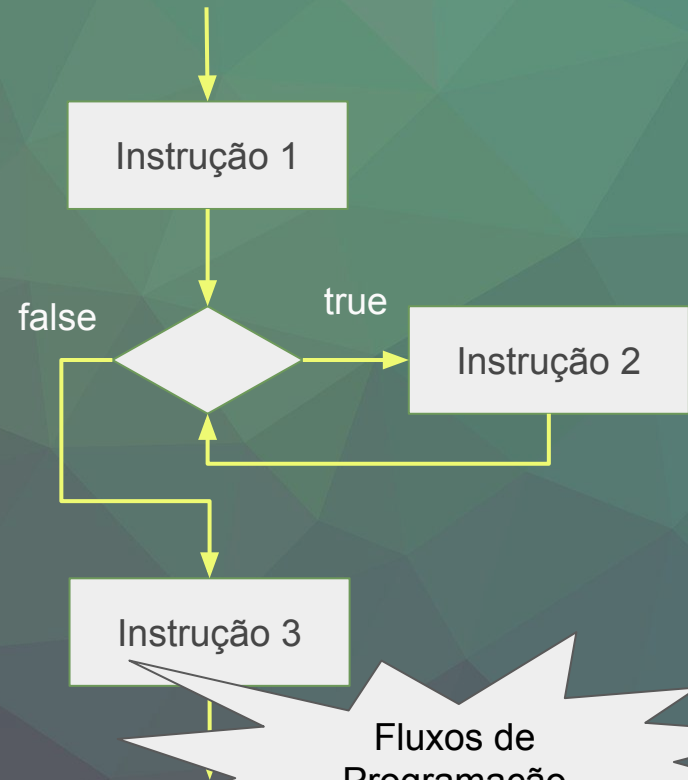 Instrução 1
false
true
Instrução 2
Instrução 3
Fluxos de
Programação